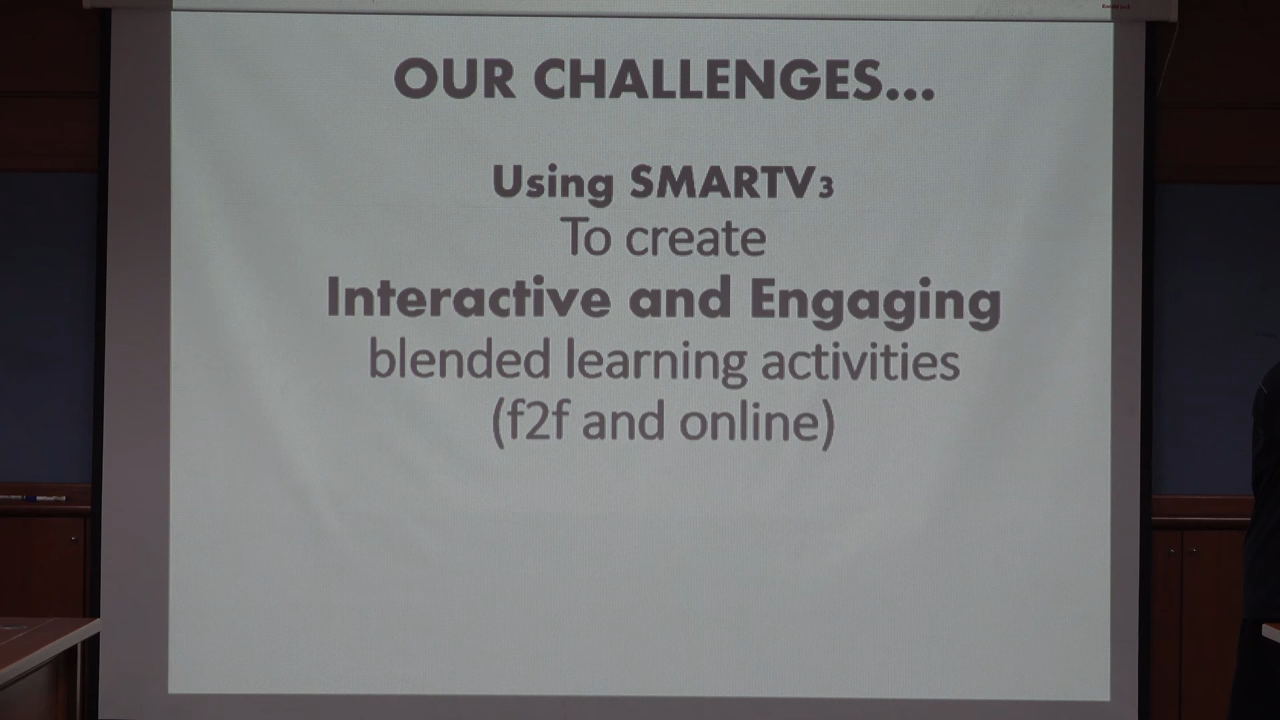 OUR CHALLENGES...
Using SMARTV3
To create
Interactive and Engaging
blended learning activities
(f2f and online)